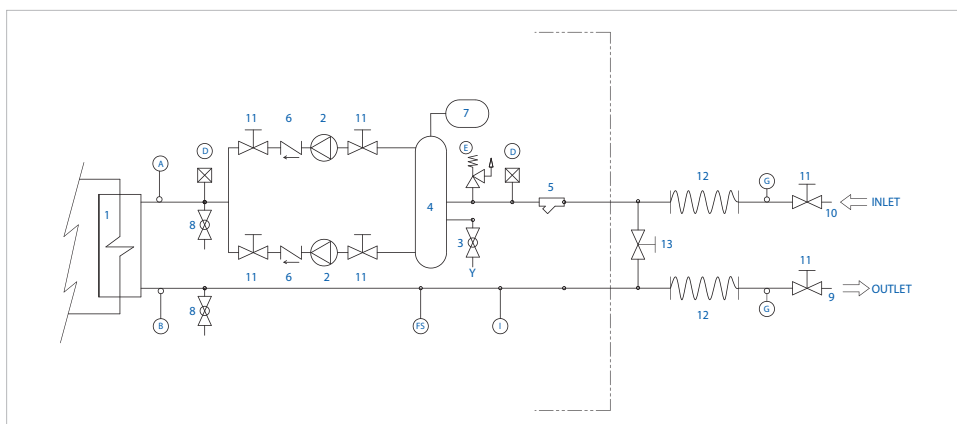 7
11 6 2 11
A D E D
5 12 G 11
1 4
8 10 INLET
3 13
11 6 2 11 Y 11
OUTLET
8 12 9
B FS I G